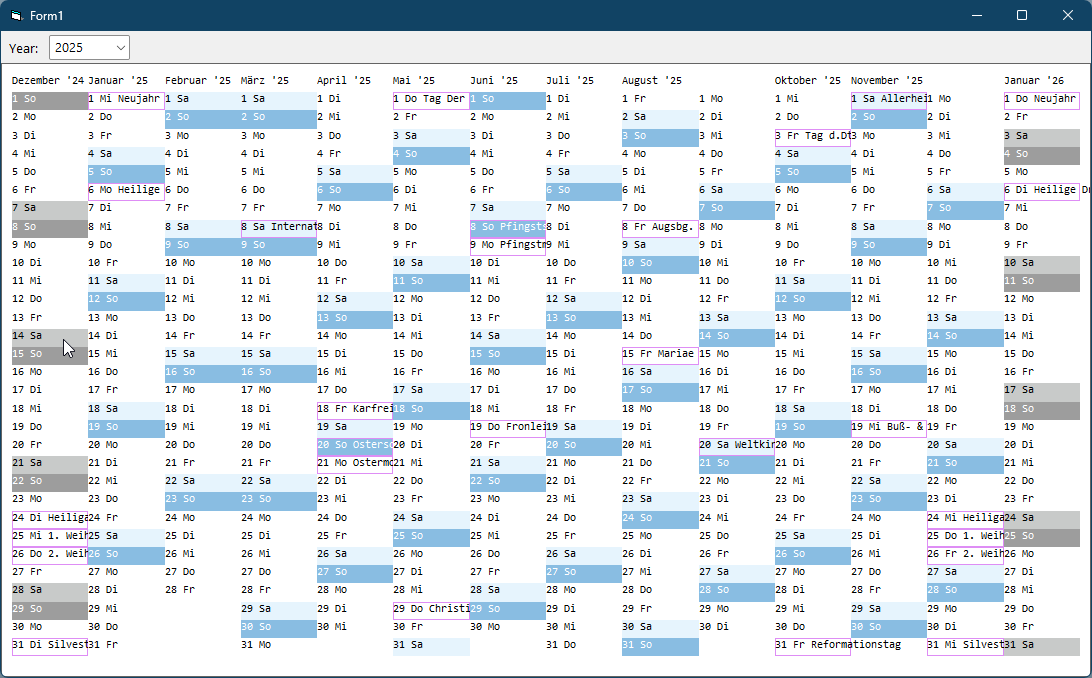 Form1
Year: 2025
Dezember '24 Januar '25 Februar '25 März '25 April '25 Mai '25 Juni '25 Juli '25 August '25 Oktober '25 November '25 Januar '26
1 So 1 Mi Neujahr 1 Sa 1 Sa 1 Di 1 Do Tag Der 1 So 1 Di 1 Fr 1 Mo 1 Mi 1 Sa Allerhei 1 Mo 1 Do Neujahr
2 Mo 2 Do 2 So 2 So 2 Mi 2 Fr 2 Mo 2 Mi 2 Sa 2 Di 2 Do 2 So 2 Di 2 Fr
3 Di 3 Fr 3 Mo 3 Mo 3 Do 3 Sa 3 Di 3 Do 3 So 3 Mi 3 Fr Tag d.Dt 3 Mo 3 Mi 3 Sa
4 Mi 4 Sa 4 Di 4 Di 4 Fr 4 So 4 Mi 4 Fr 4 Mo 4 Do 4 Sa 4 Di 4 Do 4 So
5 Do 5 So 5 Mi 5 Mi 5 Sa 5 Mo 5 Do 5 Sa 5 Di 5 Fr 5 So 5 Mi 5 Fr 5 Mo
6 Fr 6 Mo Heilige 6 Do 6 Do 6 So 6 Di 6 Fr 6 So 6 Mi 6 Sa 6 Mo 6 Do 6 Sa 6 Di Heilige Dr
7 Sa 7 Di 7 Fr 7 Fr 7 Mo 7 Mi 7 Sa 7 Mo 7 Do 7 So 7 Di 7 Fr 7 So 7 Mi
8 So 8 Mi 8 Sa 8 Sa Internat 8 Di 8 Do 8 So Pfingsts 8 Di 8 Fr Augsbg. 8 Mo 8 Mi 8 Sa 8 Mo 8 Do
9 Mo 9 Do 9 So 9 So 9 Mi 9 Fr 9 Mo Pfingstm 9 Mi 9 Sa 9 Di 9 Do 9 So 9 Di 9 Fr
10 Di 10 Fr 10 Mo 10 Mo 10 Do 10 Sa 10 Di 10 Do 10 So 10 Mi 10 Fr 10 Mo 10 Mi 10 Sa
11 Mi 11 Sa 11 Di 11 Di 11 Fr 11 So 11 Mi 11 Fr 11 Mo 11 Do 11 Sa 11 Di 11 Do 11 So
12 Do 12 So 12 Mi 12 Mi 12 Sa 12 Mo 12 Do 12 Sa 12 Di 12 Fr 12 So 12 Mi 12 Fr 12 Mo
13 Fr 13 Mo 13 Do 13 Do 13 So 13 Di 13 Fr 13 So 13 Mi 13 Sa 13 Mo 13 Do 13 Sa 13 Di
14 Sa 14 Di 14 Fr 14 Fr 14 Mo 14 Mi 14 Sa 14 Mo 14 Do 14 So 14 Di 14 Fr 14 So 14 Mi
15 So 15 Mi 15 Sa 15 Sa 15 Di 15 Do 15 So 15 Di 15 Fr Mariae 15 Mo 15 Mi 15 Sa 15 Mo 15 Do
16 Mo 16 Do 16 So 16 So 16 Mi 16 Fr 16 Mo 16 Mi 16 Sa 16 Di 16 Do 16 So 16 Di 16 Fr
17 Di 17 Fr 17 Mo 17 Mo 17 Do 17 Sa 17 Di 17 Do 17 So 17 Mi 17 Fr 17 Mo 17 Mi 17 Sa
18 Mi 18 Sa 18 Di 18 Di 18 Fr Karfrei 18 So 18 Mi 18 Fr 18 Mo 18 Do 18 Sa 18 Di 18 Do 18 So
19 Do 19 So 19 Mi 19 Mi 19 Sa 19 Mo 19 Do Fronlei 19 Sa 19 Di 19 Fr 19 So 19 Mi Buß- & 19 Fr 19 Mo
20 Fr 20 Mo 20 Do 20 Do 20 So Osterso 20 Di 20 Fr 20 So 20 Mi 20 Sa Weltkin 20 Mo 20 Do 20 Sa 20 Di
21 Sa 21 Di 21 Fr 21 Fr 21 Mo Ostermo 21 Mi 21 Sa 21 Mo 21 Do 21 So 21 Di 21 Fr 21 So 21 Mi
22 So 22 Mi 22 Sa 22 Sa 22 Di 22 Do 22 So 22 Di 22 Fr 22 Mo 22 Mi 22 Sa 22 Mo 22 Do
23 Mo 23 Do 23 So 23 So 23 Mi 23 Fr 23 Mo 23 Mi 23 Sa 23 Di 23 Do 23 So 23 Di 23 Fr
24 Di Heiliga 24 Fr 24 Mo 24 Mo 24 Do 24 Sa 24 Di 24 Do 24 So 24 Mi 24 Fr 24 Mo 24 Mi Heiliga 24 Sa
25 Mi 1. Weih 25 Sa 25 Di 25 Di 25 Fr 25 So 25 Mi 25 Fr 25 Mo 25 Do 25 Sa 25 Di 25 Do 1. Weih 25 So
26 Do 2. Weih 26 So 26 Mi 26 Mi 26 Sa 26 Mo 26 Do 26 Sa 26 Di 26 Fr 26 So 26 Mi 26 Fr 2. Weih 26 Mo
27 Fr 27 Mo 27 Do 27 Do 27 So 27 Di 27 Fr 27 So 27 Mi 27 Sa 27 Mo 27 Do 27 Sa 27 Di
28 Sa 28 Di 28 Fr 28 Fr 28 Mo 28 Mi 28 Sa 28 Mo 28 Do 28 So 28 Di 28 Fr 28 So 28 Mi
29 So 29 Mi 29 Sa 29 Di 29 Do Christi 29 So 29 Di 29 Fr 29 Mo 29 Mi 29 Sa 29 Mo 29 Do
30 Mo 30 Do 30 So 30 Mi 30 Fr 30 Mo 30 Mi 30 Sa 30 Di 30 Do 30 So 30 Di 30 Fr
31 Di Silvest 31 Fr 31 Mo 31 Sa 31 Do 31 So 31 Fr Reformationstag 31 Mi Silvest 31 Sa